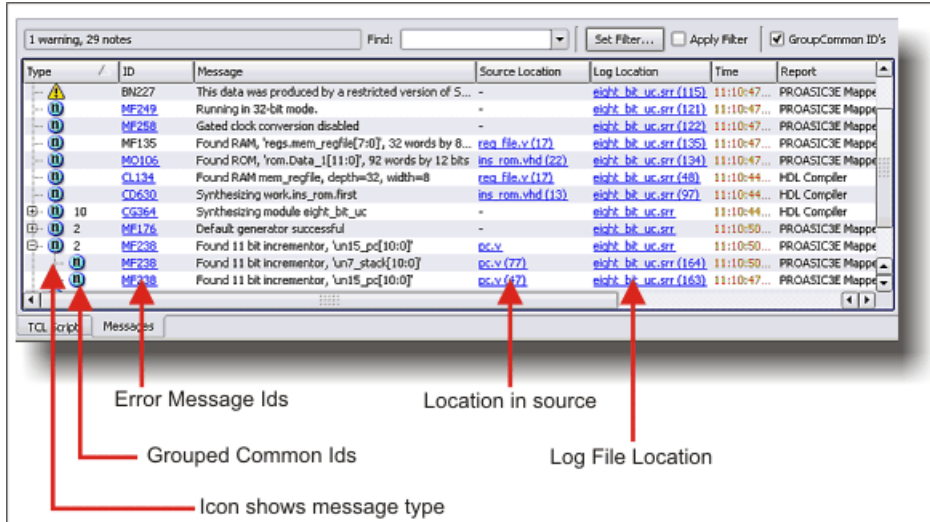 1 warning, 29 notes Find: Set Filter... Apply Filter GroupCommon ID's
Type ID Message Source Location Log Location Time Report
BN227 This data was produced by a restricted version of S... - eight_bit_uc.srr (115) 11:10:47... PROASIC3E Mappe
MF249 Running in 32-bit mode. - eight_bit_uc.srr (121) 11:10:47... PROASIC3E Mappe
MF258 Gated clock conversion disabled - eight_bit_uc.srr (122) 11:10:47... PROASIC3E Mappe
MF135 Found RAM, 'regs.mem_regfile[7:0]', 32 words by 8... reg_file.v (17) eight_bit_uc.srr (135) 11:10:47... PROASIC3E Mappe
MO106 Found ROM, 'rom.Data_1[11:0]', 92 words by 12 bits ins_rom.vhd (22) eight_bit_uc.srr (134) 11:10:47... PROASIC3E Mappe
CL134 Found RAM mem_regfile, depth=32, width=8 reg_file.v (17) eight_bit_uc.srr (48) 11:10:44... HDL Compiler
CD630 Synthesizing work.ins_rom.first ins_rom.vhd (13) eight_bit_uc.srr (97) 11:10:44... HDL Compiler
10 CG364 Synthesizing module eight_bit_uc - eight_bit_uc.srr 11:10:44... HDL Compiler
2 MF176 Default generator successful - eight_bit_uc.srr 11:10:50... PROASIC3E Mappe
2 MF238 Found 11 bit incrementor, 'un15_pc[10:0]' pc.v eight_bit_uc.srr 11:10:50... PROASIC3E Mappe
MF238 Found 11 bit incrementor, 'un7_stack[10:0]' pc.v (77) eight_bit_uc.srr (164) 11:10:50... PROASIC3E Mappe
MF238 Found 11 bit incrementor, 'un15_pc[10:0]' pc.v (47) eight_bit_uc.srr (163) 11:10:50... PROASIC3E Mappe
TCL Script Messages
Error Message Ids Location in source
Grouped Common Ids Log File Location
Icon shows message type